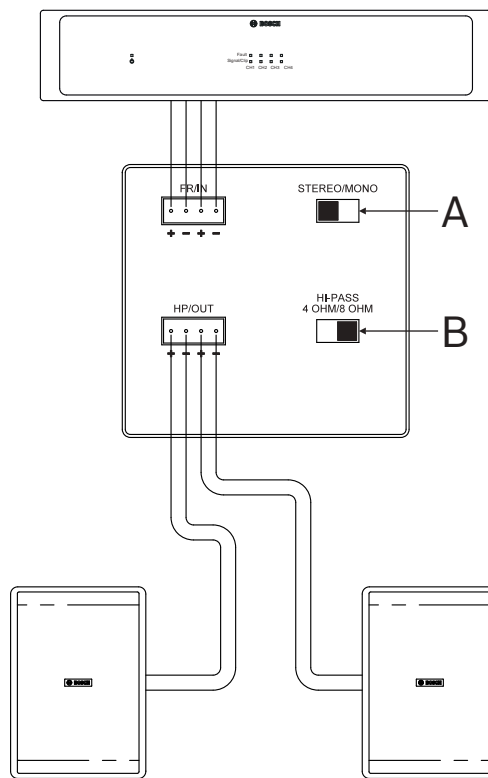 BOSCH
Fault
Signal/Clip
CH1 CH2 CH3 CH4
FR/IN
+ - + -
STEREO/MONO
A
HP/OUT
+ - + -
HI-PASS
4 OHM/8 OHM
B
BOSCH
BOSCH